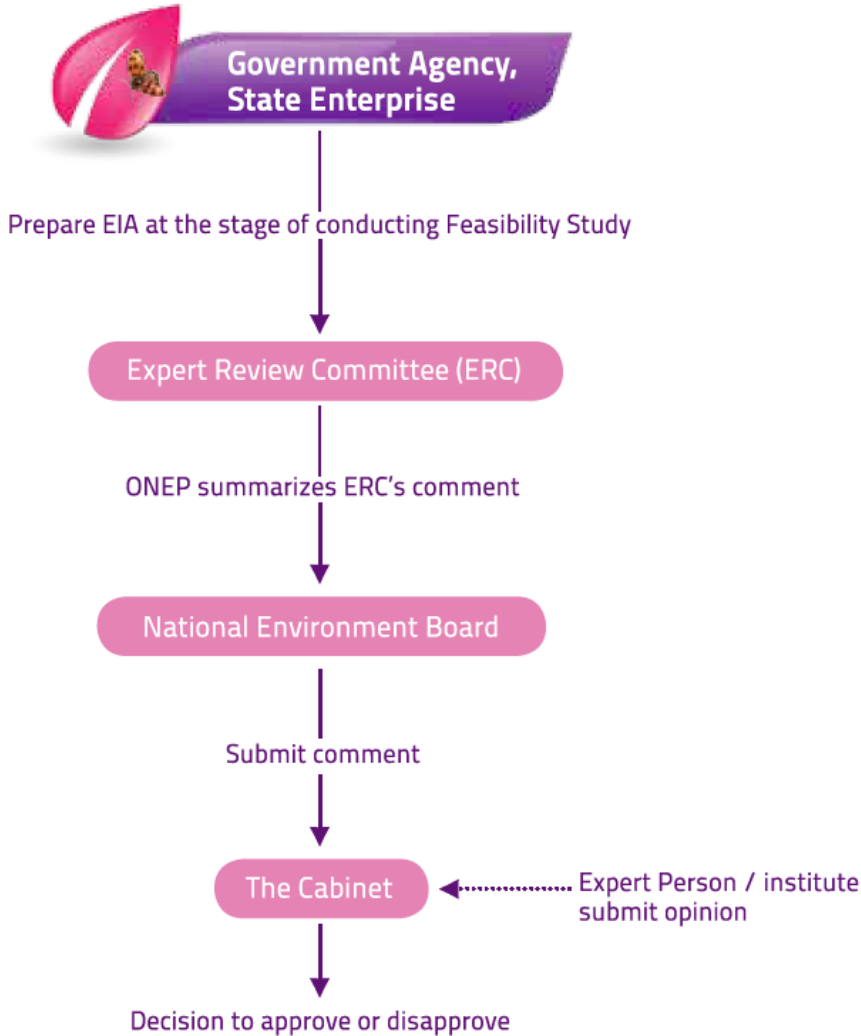 Government Agency,
State Enterprise
Prepare EIA at the stage of conducting Feasibility Study
Expert Review Committee (ERC)
ONEP summarizes ERC's comment
National Environment Board
Submit comment
The Cabinet
Expert Person / institute
submit opinion
Decision to approve or disapprove